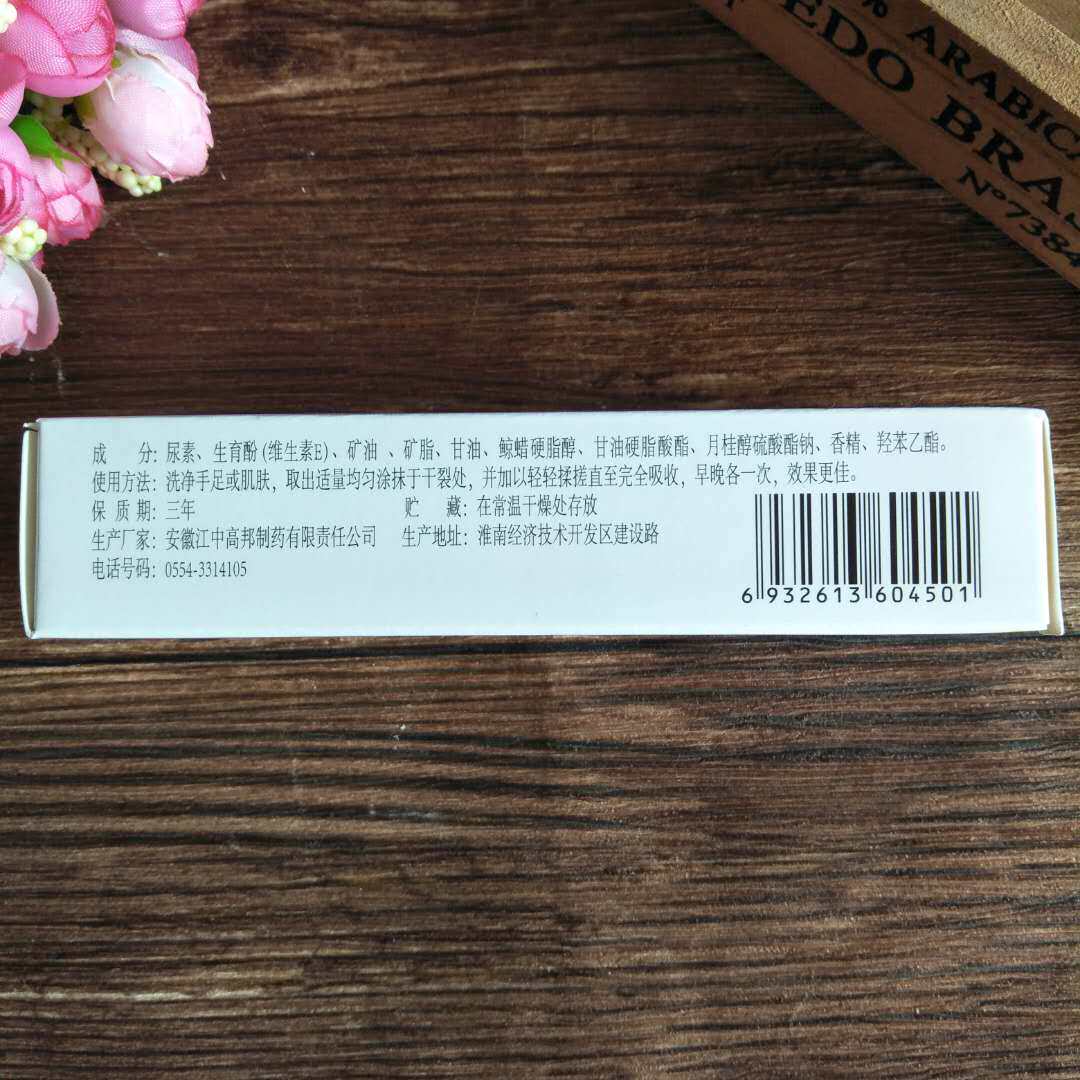 % ARABICA
EDO BRAS
Nº7384
成 分: 尿素、生育酚(维生素E)、矿油 、矿脂、甘油、鲸蜡硬脂醇、甘油硬脂酸酯、月桂醇硫酸酯钠、香精、羟苯乙酯。
使用方法: 洗净手足或肌肤，取出适量均匀涂抹于干裂处，并加以轻轻揉搓直至完全吸收，早晚各一次，效果更佳。
保 质 期: 三年 贮 藏: 在常温干燥处存放
生产厂家: 安徽江中高邦制药有限责任公司 生产地址: 淮南经济技术开发区建设路
电话号码: 0554-3314105
6 932613 604501